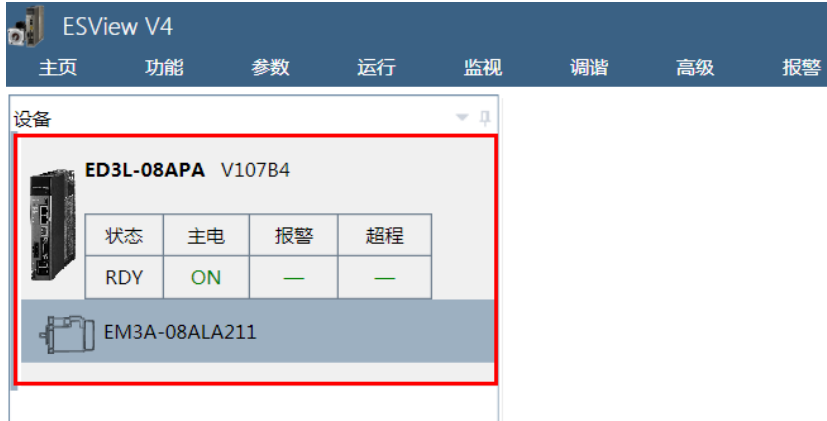 ESView V4
主页 功能 参数 运行 监视 调谐 高级 报警
设备
ED3L-08APA V107B4
状态 主电 报警 超程
RDY ON — —
EM3A-08ALA211